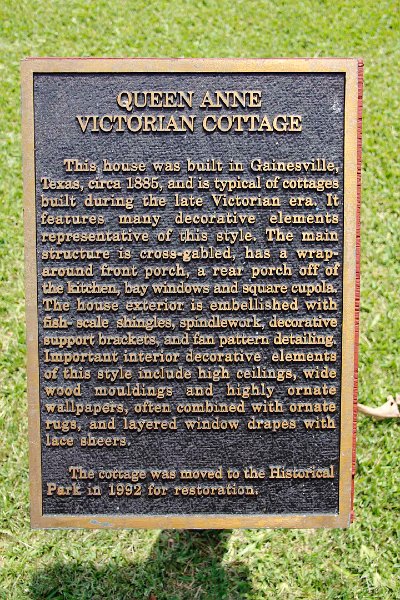 QUEEN ANNE
VICTORIAN COTTAGE
This house was built in Gainesville,
Texas, circa 1885, and is typical of cottages
built during the late Victorian era. It
features many decorative elements
representative of this style. The main
structure is cross-gabled, has a wrap-
around front porch, a rear porch off of
the kitchen, bay windows and square cupola.
The house exterior is embellished with
fish-scale shingles, spindlework, decorative
support brackets, and fan pattern detailing.
Important interior decorative elements
of this style include high ceilings, wide
wood mouldings and highly ornate
wallpapers, often combined with ornate
rugs, and layered window drapes with
lace sheers.
The cottage was moved to the Historical
Park in 1992 for restoration.